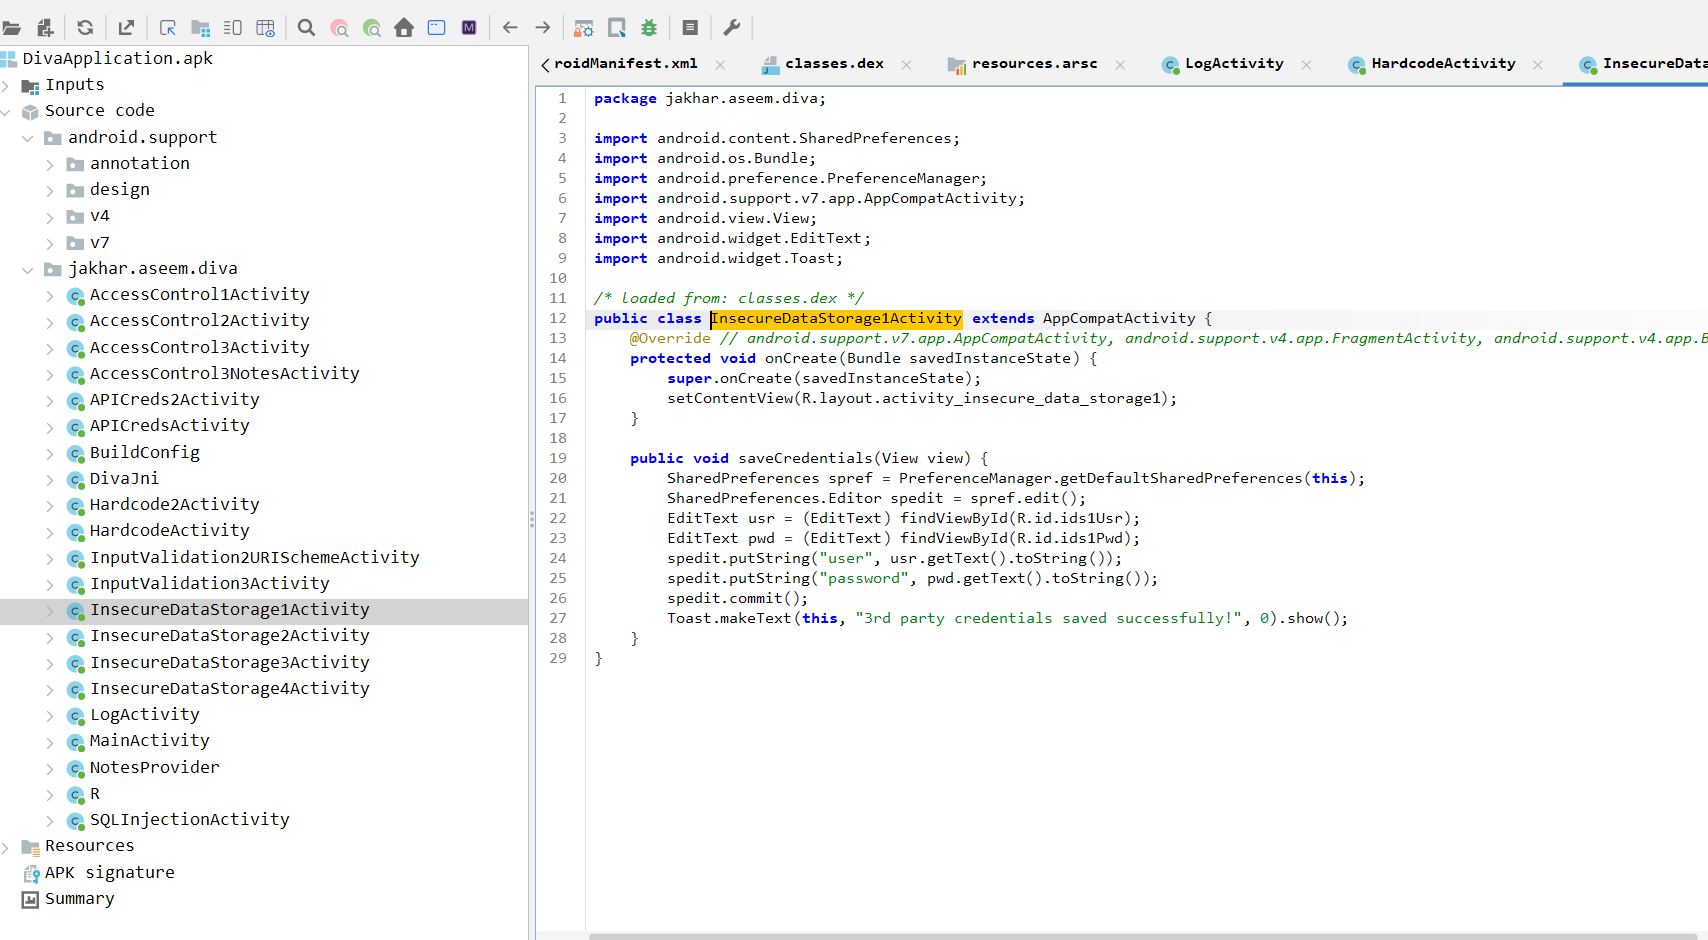 DivaApplication.apk
Inputs
Source code
android.support
annotation
design
v4
v7
jakhar.aseem.diva
AccessControl1Activity
AccessControl2Activity
AccessControl3Activity
AccessControl3NotesActivity
APICreds2Activity
APICredsActivity
BuildConfig
DivaJni
Hardcode2Activity
HardcodeActivity
InputValidation2URISchemeActivity
InputValidation3Activity
InsecureDataStorage1Activity
InsecureDataStorage2Activity
InsecureDataStorage3Activity
InsecureDataStorage4Activity
LogActivity
MainActivity
NotesProvider
R
SQLInjectionActivity
Resources
APK signature
Summary
roidManifest.xml classes.dex resources.arsc LogActivity HardcodeActivity InsecureData
1 package jakhar.aseem.diva;
2
3 import android.content.SharedPreferences;
4 import android.os.Bundle;
5 import android.preference.PreferenceManager;
6 import android.support.v7.app.AppCompatActivity;
7 import android.view.View;
8 import android.widget.EditText;
9 import android.widget.Toast;
10
11 /* loaded from: classes.dex */
12 public class InsecureDataStorage1Activity extends AppCompatActivity {
13 @Override // android.support.v7.app.AppCompatActivity, android.support.v4.app.FragmentActivity, android.support.v4.app.B
14 protected void onCreate(Bundle savedInstanceState) {
15 super.onCreate(savedInstanceState);
16 setContentView(R.layout.activity_insecure_data_storage1);
17 }
18
19 public void saveCredentials(View view) {
20 SharedPreferences spref = PreferenceManager.getDefaultSharedPreferences(this);
21 SharedPreferences.Editor spedit = spref.edit();
22 EditText usr = (EditText) findViewById(R.id.ids1Usr);
23 EditText pwd = (EditText) findViewById(R.id.ids1Pwd);
24 spedit.putString("user", usr.getText().toString());
25 spedit.putString("password", pwd.getText().toString());
26 spedit.commit();
27 Toast.makeText(this, "3rd party credentials saved successfully!", 0).show();
28 }
29 }